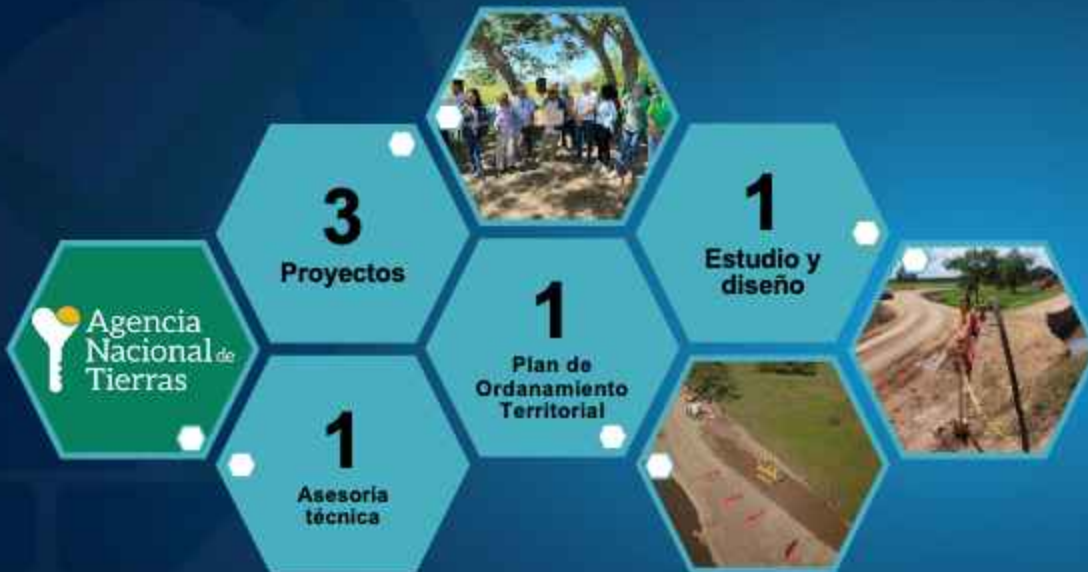 Agencia
Nacional de
Tierras
3
Proyectos
1
Asesoría
técnica
1
Plan de
Ordanamiento
Territorial
1
Estudio y
diseño